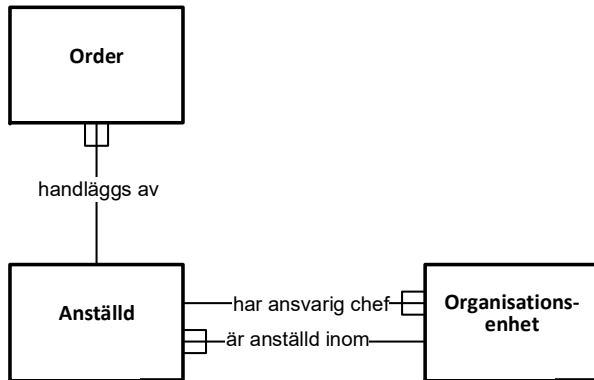 Order
handläggs av
Anställd
har ansvarig chef
är anställd inom
Organisations-
enhet